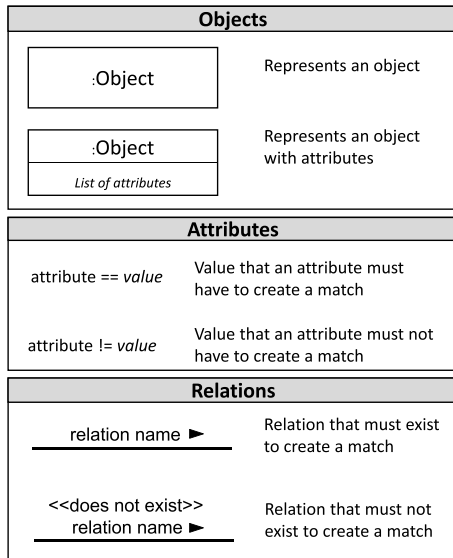 Objects
:Object
Represents an object
:Object
List of attributes
Represents an object
with attributes
Attributes
attribute == value
Value that an attribute must
have to create a match
attribute != value
Value that an attribute must not
have to create a match
Relations
relation name ►
Relation that must exist
to create a match
<<does not exist>>
relation name ►
Relation that must not
exist to create a match